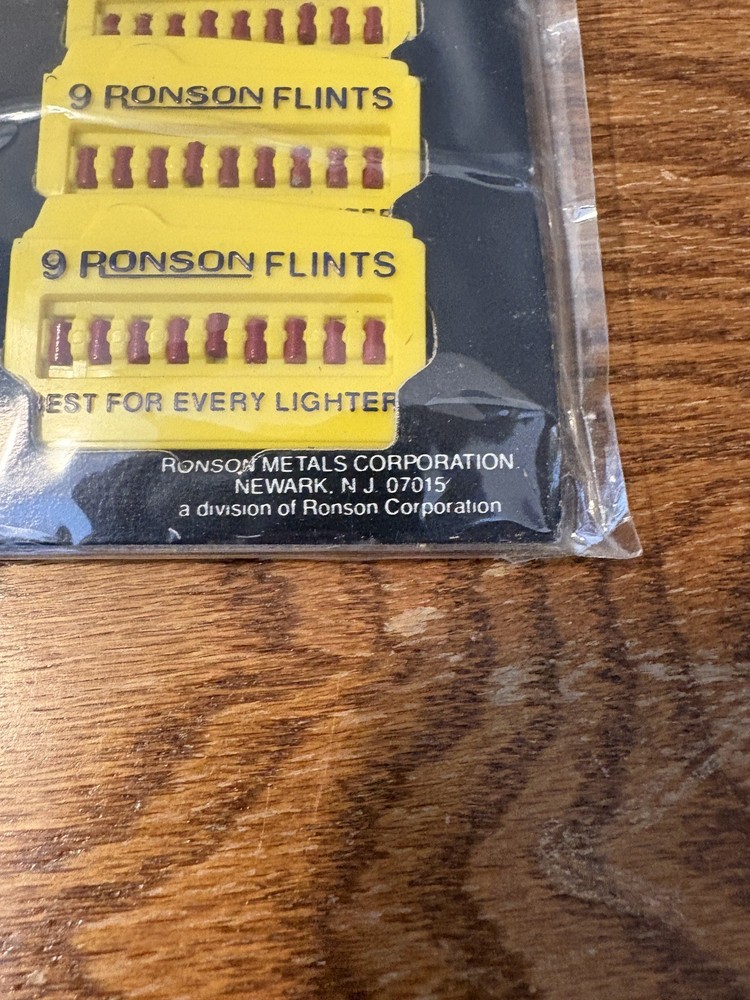 9 RONSON FLINTS
9 RONSON FLINTS
EST FOR EVERY LIGHTER
RONSON METALS CORPORATION
NEWARK, N.J. 07015
a division of Ronson Corporation